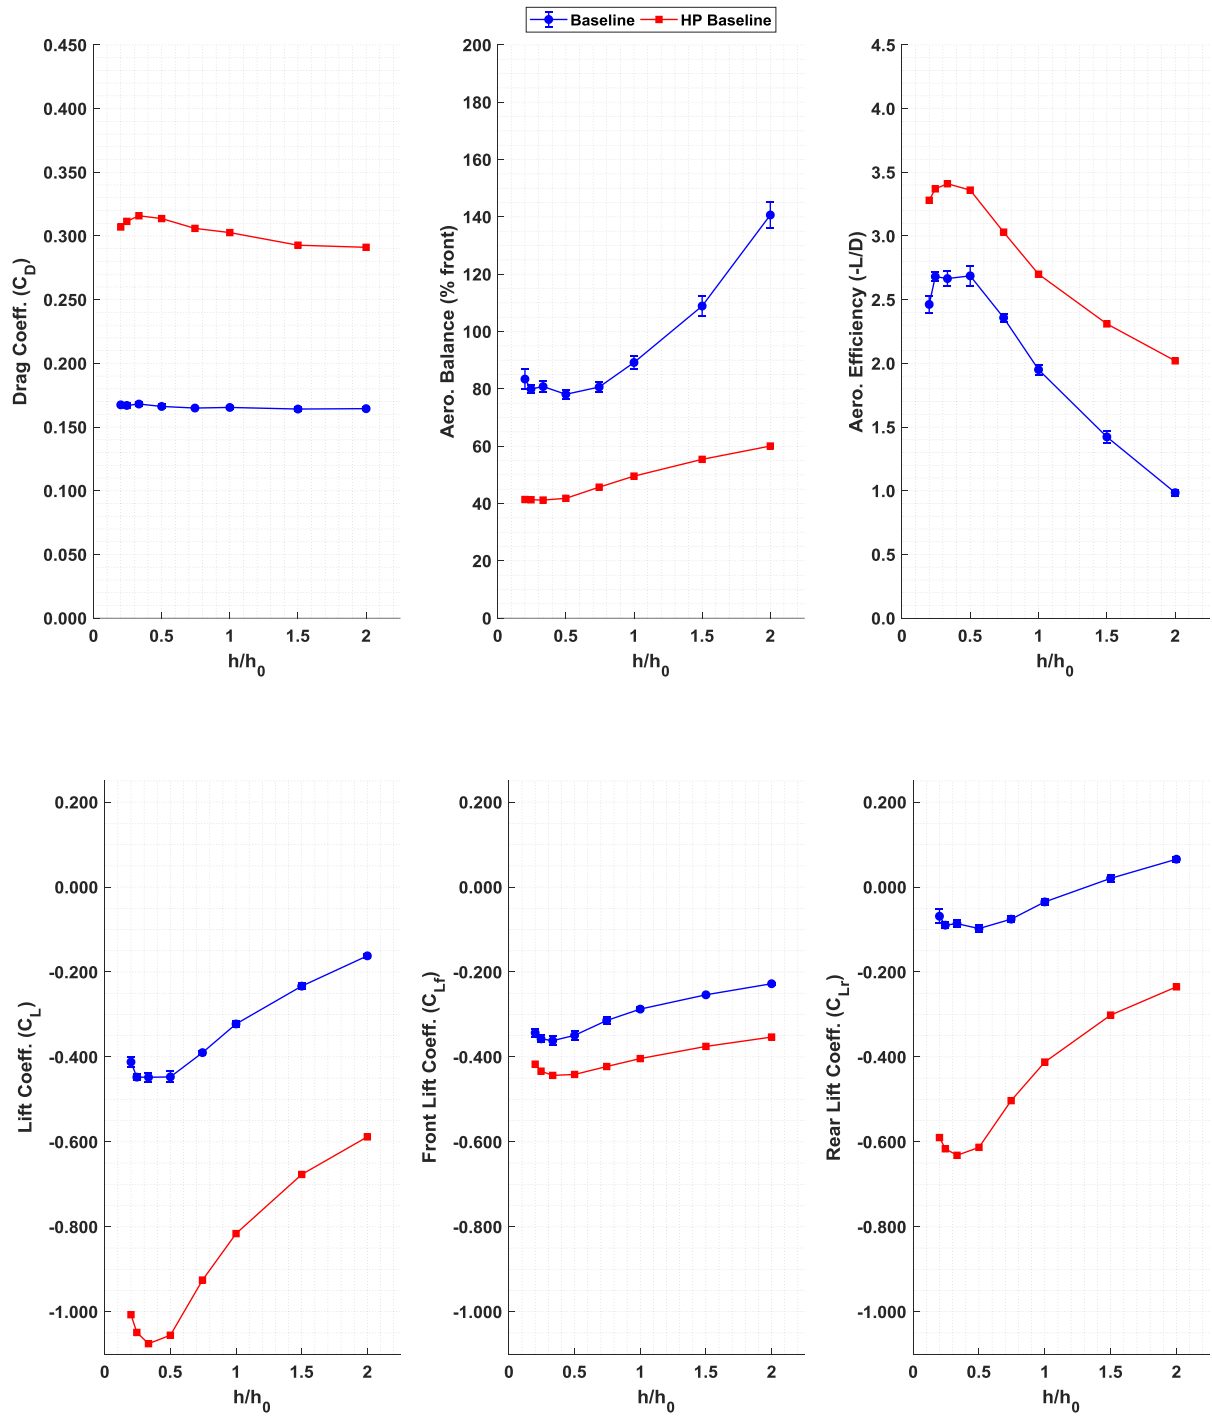 Baseline HP Baseline
0.450
0.400
0.350
0.300
0.250
0.200
0.150
0.100
0.050
0.000
Drag Coeff. (C_D)
0 0.5 1 1.5 2
h/h_0
200
180
160
140
120
100
80
60
40
20
0
Aero. Balance (% front)
0 0.5 1 1.5 2
h/h_0
4.5
4.0
3.5
3.0
2.5
2.0
1.5
1.0
0.5
0.0
Aero. Efficiency (-L/D)
0 0.5 1 1.5 2
h/h_0
0.200
0.000
-0.200
-0.400
-0.600
-0.800
-1.000
Lift Coeff. (C_L)
0 0.5 1 1.5 2
h/h_0
0.200
0.000
-0.200
-0.400
-0.600
-0.800
-1.000
Front Lift Coeff. (C_Lf)
0 0.5 1 1.5 2
h/h_0
0.200
0.000
-0.200
-0.400
-0.600
-0.800
-1.000
Rear Lift Coeff. (C_Lr)
0 0.5 1 1.5 2
h/h_0